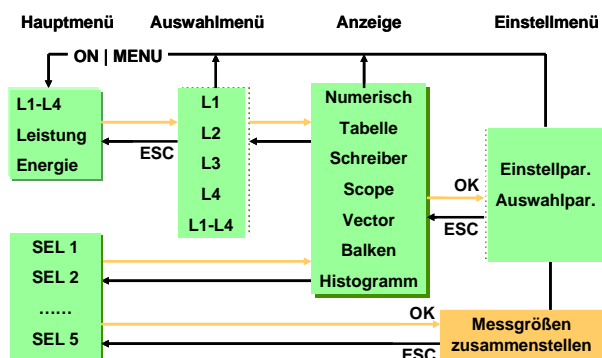 Hauptmenü
Auswahlmenü
Anzeige
Einstellmenü
ON | MENU
L1-L4
Leistung
Energie
ESC
L1
L2
L3
L4
L1-L4
Numerisch
Tabelle
Schreiber
Scope
Vector
Balken
Histogramm
OK
ESC
Einstellpar.
Auswahlpar.
SEL 1
SEL 2
......
SEL 5
OK
ESC
Messgrößen
zusammenstellen